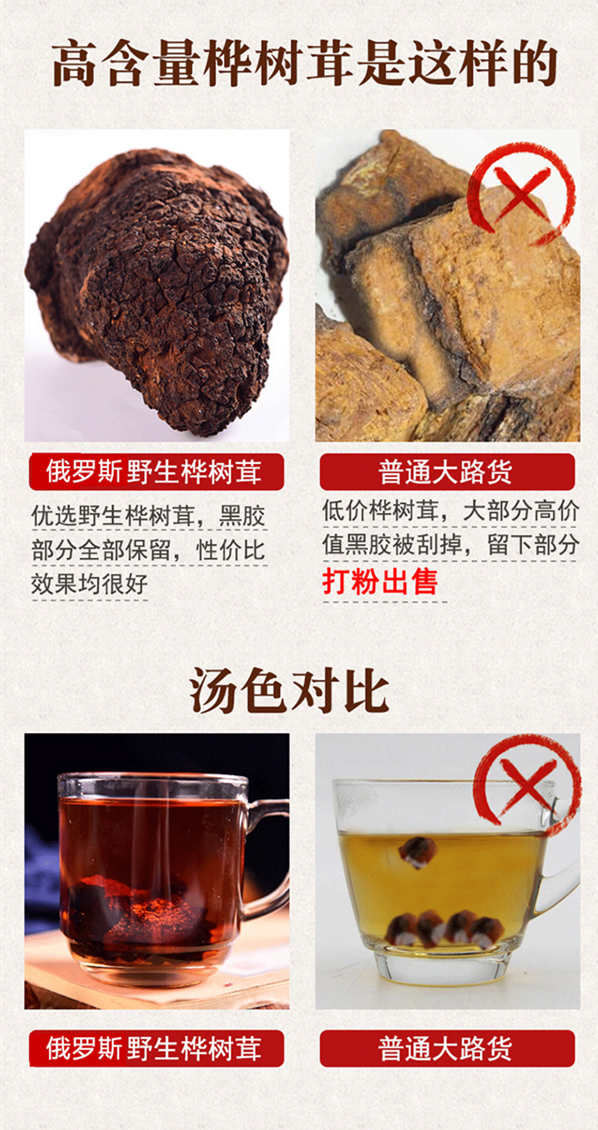 高含量桦树茸是这样的
俄罗斯野生桦树茸
普通大路货
优选野生桦树茸，黑胶
部分全部保留，性价比
效果均很好
低价桦树茸，大部分高价
值黑胶被刮掉，留下部分
打粉出售
汤色对比
俄罗斯野生桦树茸
普通大路货